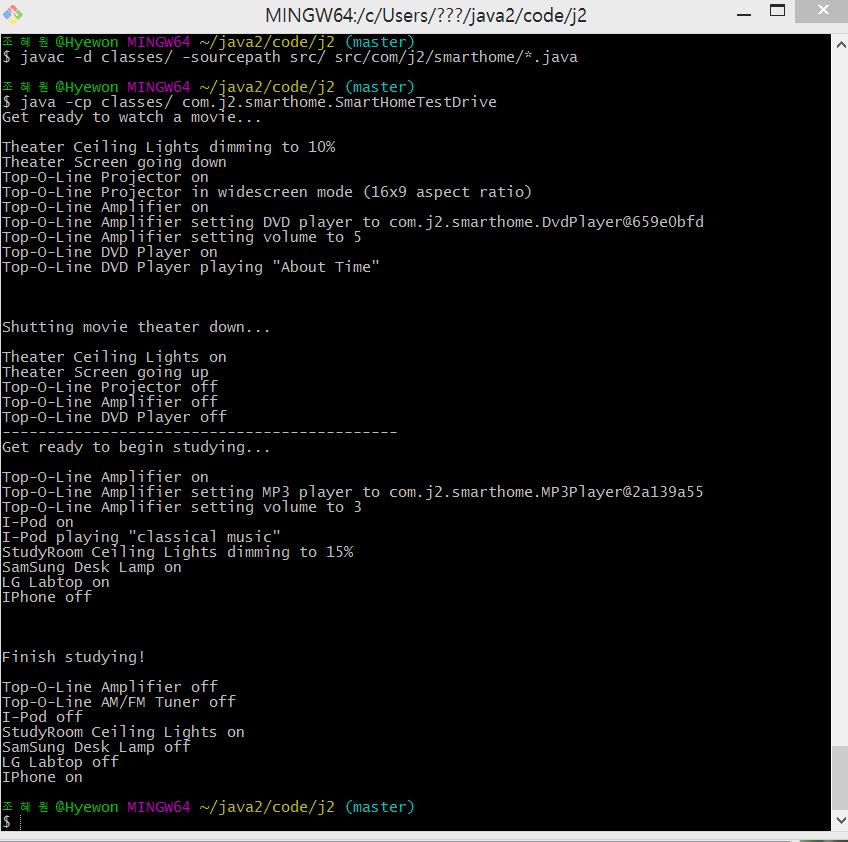 MINGW64:/c/Users/???/java2/code/j2
조 혜 원 @Hyewon MINGW64 ~/java2/code/j2 (master)
$ javac -d classes/ -sourcepath src/ src/com/j2/smarthome/*.java
조 혜 원 @Hyewon MINGW64 ~/java2/code/j2 (master)
$ java -cp classes/ com.j2.smarthome.SmartHomeTestDrive
Get ready to watch a movie...
Theater Ceiling Lights dimming to 10%
Theater Screen going down
Top-O-Line Projector on
Top-O-Line Projector in widescreen mode (16x9 aspect ratio)
Top-O-Line Amplifier on
Top-O-Line Amplifier setting DVD player to com.j2.smarthome.DvdPlayer@659e0bfd
Top-O-Line Amplifier setting volume to 5
Top-O-Line DVD Player on
Top-O-Line DVD Player playing "About Time"
Shutting movie theater down...
Theater Ceiling Lights on
Theater Screen going up
Top-O-Line Projector off
Top-O-Line Amplifier off
Top-O-Line DVD Player off
--------------------------------------------
Get ready to begin studying...
Top-O-Line Amplifier on
Top-O-Line Amplifier setting MP3 player to com.j2.smarthome.MP3Player@2a139a55
Top-O-Line Amplifier setting volume to 3
I-Pod on
I-Pod playing "classical music"
StudyRoom Ceiling Lights dimming to 15%
SamSung Desk Lamp on
LG Labtop on
IPhone off
Finish studying!
Top-O-Line Amplifier off
Top-O-Line AM/FM Tuner off
I-Pod off
StudyRoom Ceiling Lights on
SamSung Desk Lamp off
LG Labtop off
IPhone on
조 혜 원 @Hyewon MINGW64 ~/java2/code/j2 (master)
$